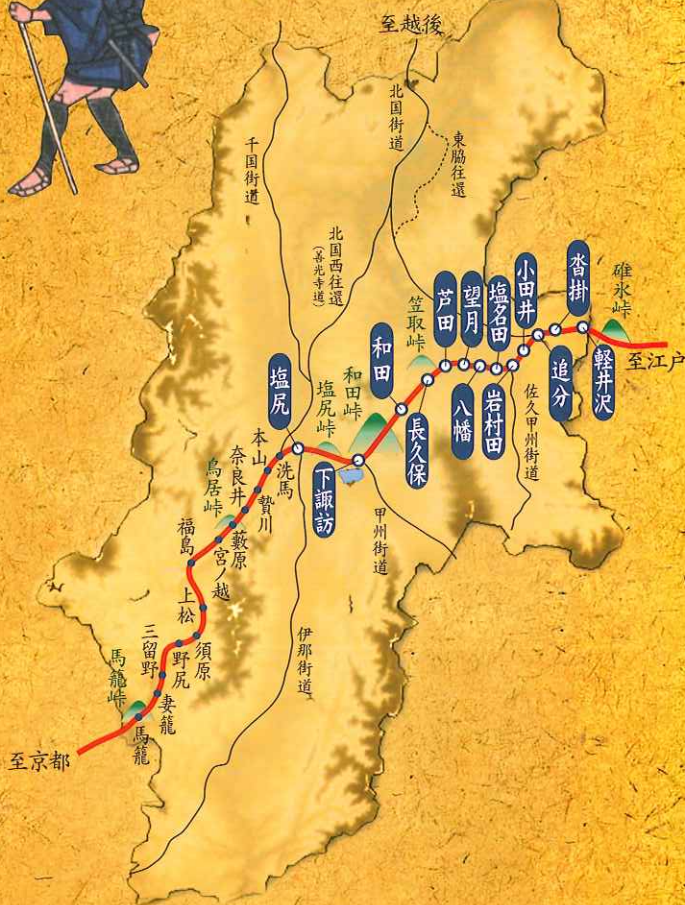 至越後
北国街道
千国街道
東脇往還
北国西往還
(善光寺道)
碓氷峠
至江戸
沓掛
軽井沢
小田井
追分
塩名田
岩村田
佐久甲州街道
望月
八幡
芦田
笠取峠
長久保
和田
和田峠
塩尻峠
下諏訪
甲州街道
塩尻
洗馬
本山
贄川
奈良井
鳥居峠
藪原
宮ノ越
福島
上松
須原
野尻
三留野
妻籠
馬籠峠
馬籠
伊那街道
至京都